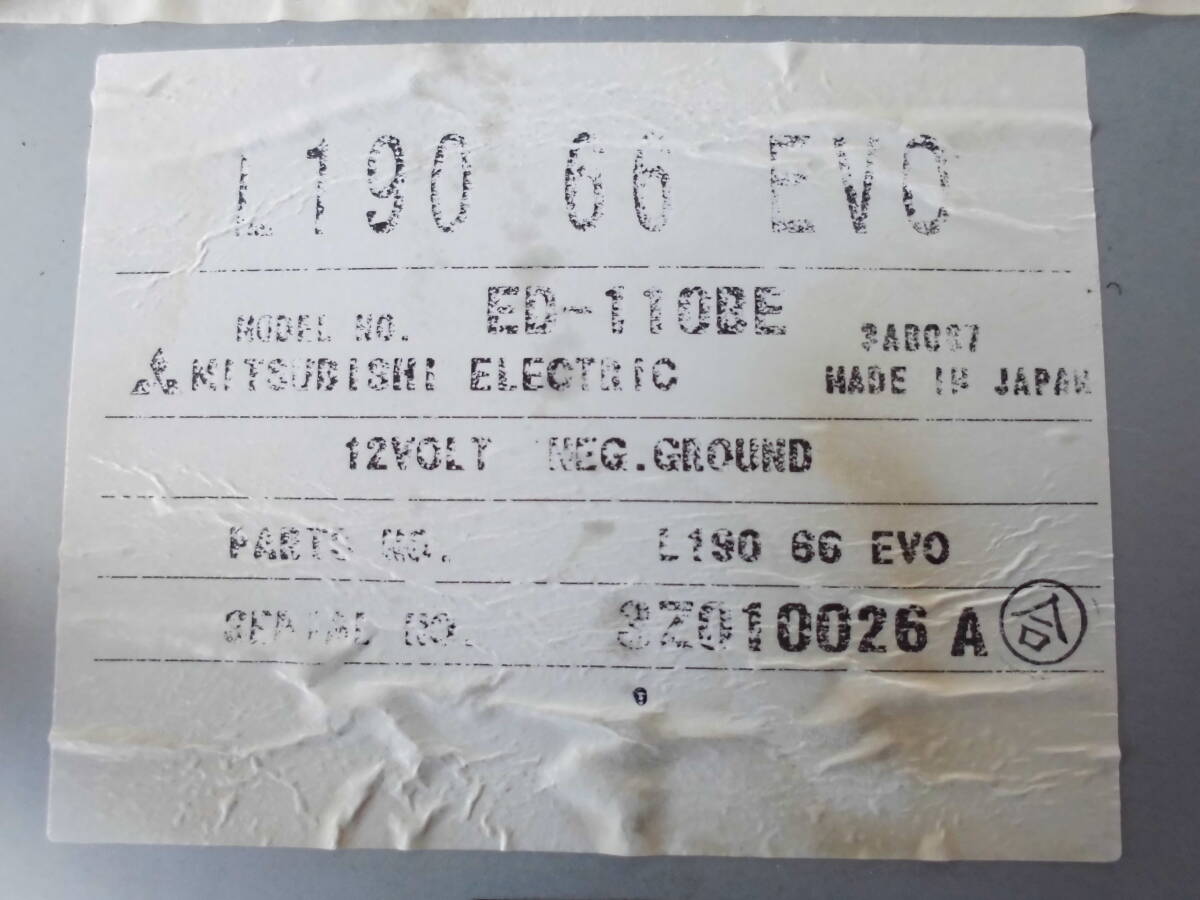 L190 66 EVO
MODEL NO. ED-110BE
MITSUBISHI ELECTRIC MADE IN JAPAN
12VOLT NEG.GROUND
PARTS NO. L190 66 EVO
SERIAL NO. 3Z010026 A 合